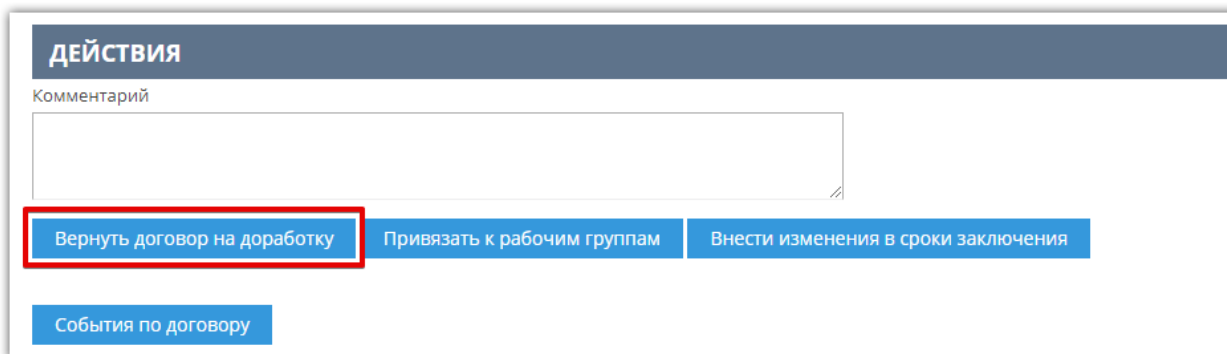 ДЕЙСТВИЯ
Комментарий
Вернуть договор на доработку Привязать к рабочим группам Внести изменения в сроки заключения
События по договору